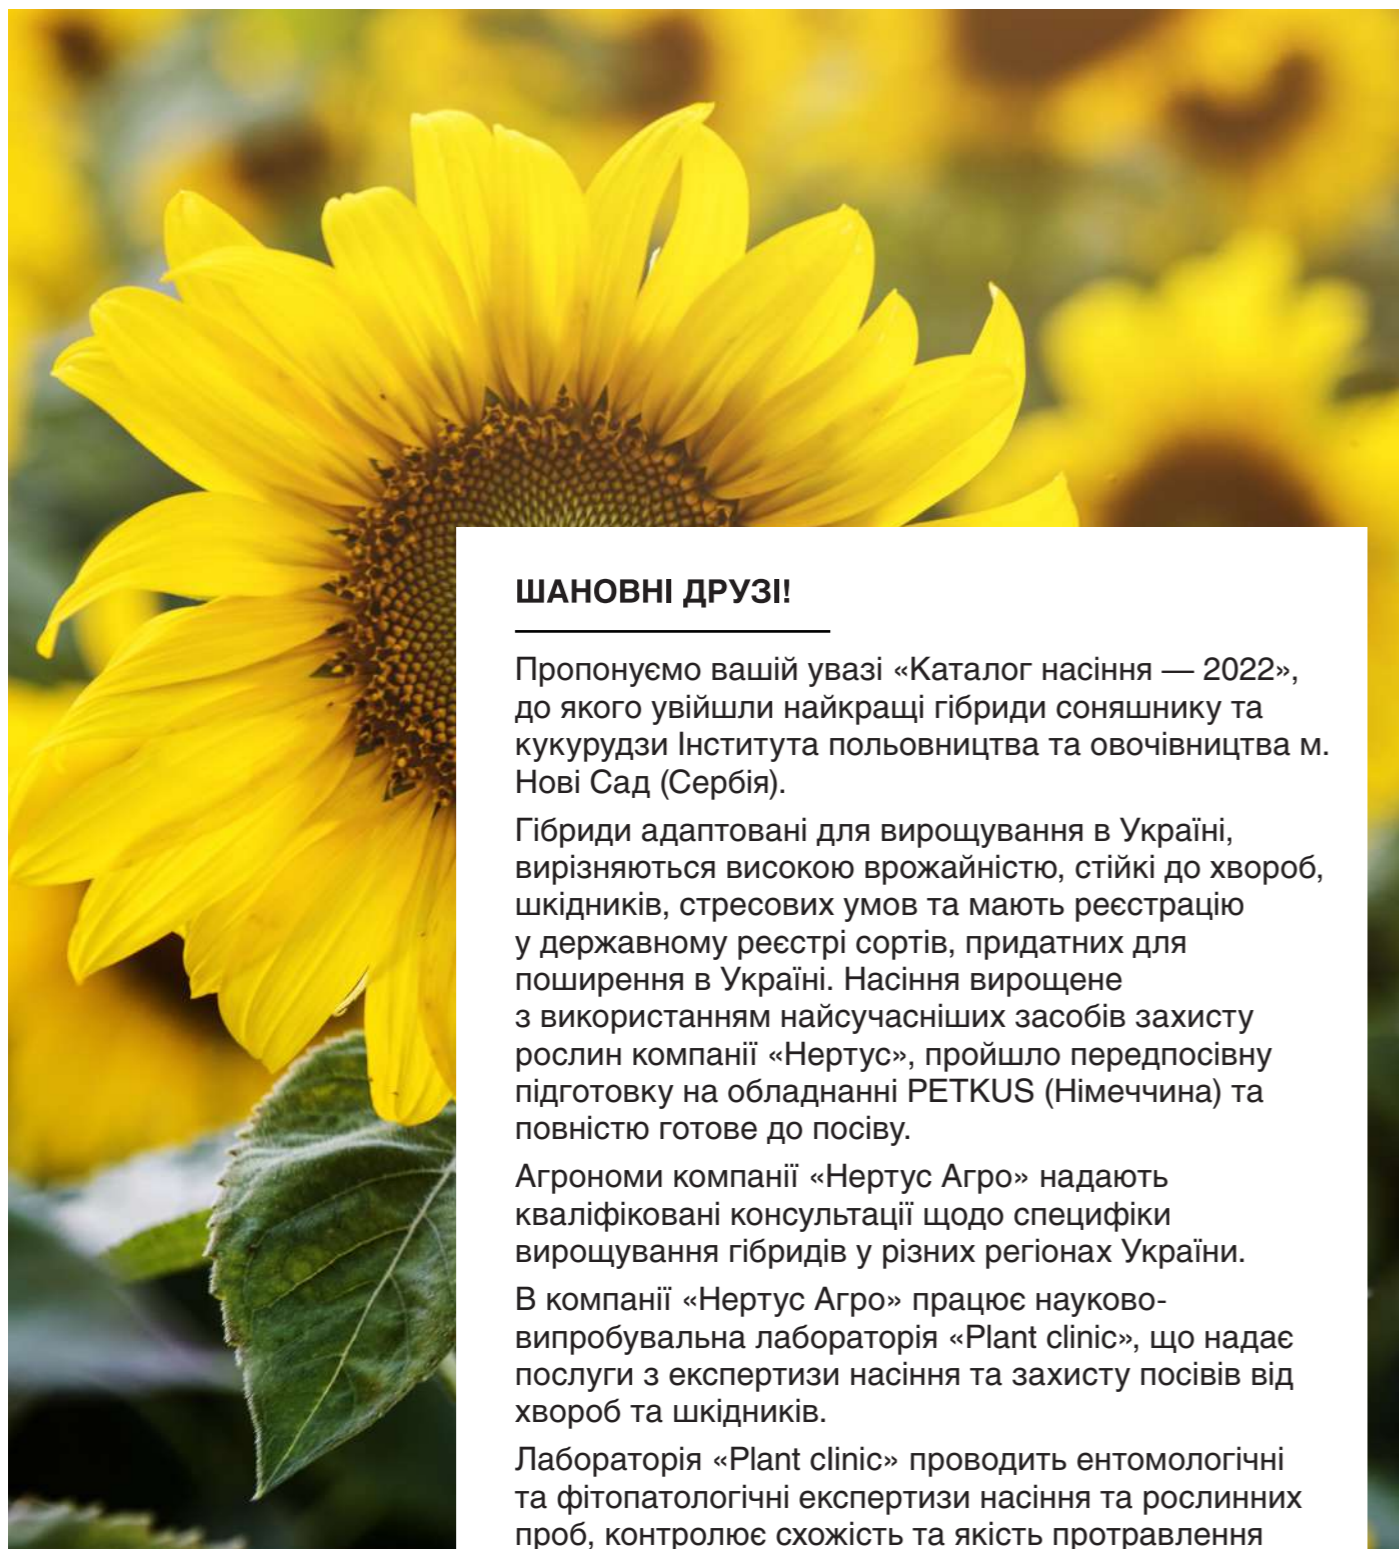 ШАНОВНІ ДРУЗІ!
Пропонуємо вашій увазі «Каталог насіння — 2022»,
до якого увійшли найкращі гібриди соняшнику та
кукурудзи Інститута польовництва та овочівництва м.
Нові Сад (Сербія).
Гібриди адаптовані для вирощування в Україні,
вирізняються високою врожайністю, стійкі до хвороб,
шкідників, стресових умов та мають реєстрацію
у державному реєстрі сортів, придатних для
поширення в Україні. Насіння вирощене
з використанням найсучасніших засобів захисту
рослин компанії «Нертус», пройшло передпосівну
підготовку на обладнанні PETKUS (Німеччина) та
повністю готове до посіву.
Агрономи компанії «Нертус Агро» надають
кваліфіковані консультації щодо специфіки
вирощування гібридів у різних регіонах України.
В компанії «Нертус Агро» працює науково-
випробувальна лабораторія «Plant clinic», що надає
послуги з експертизи насіння та захисту посівів від
хвороб та шкідників.
Лабораторія «Plant clinic» проводить ентомологічні
та фітопатологічні експертизи насіння та рослинних
проб, контролює схожість та якість протравлення